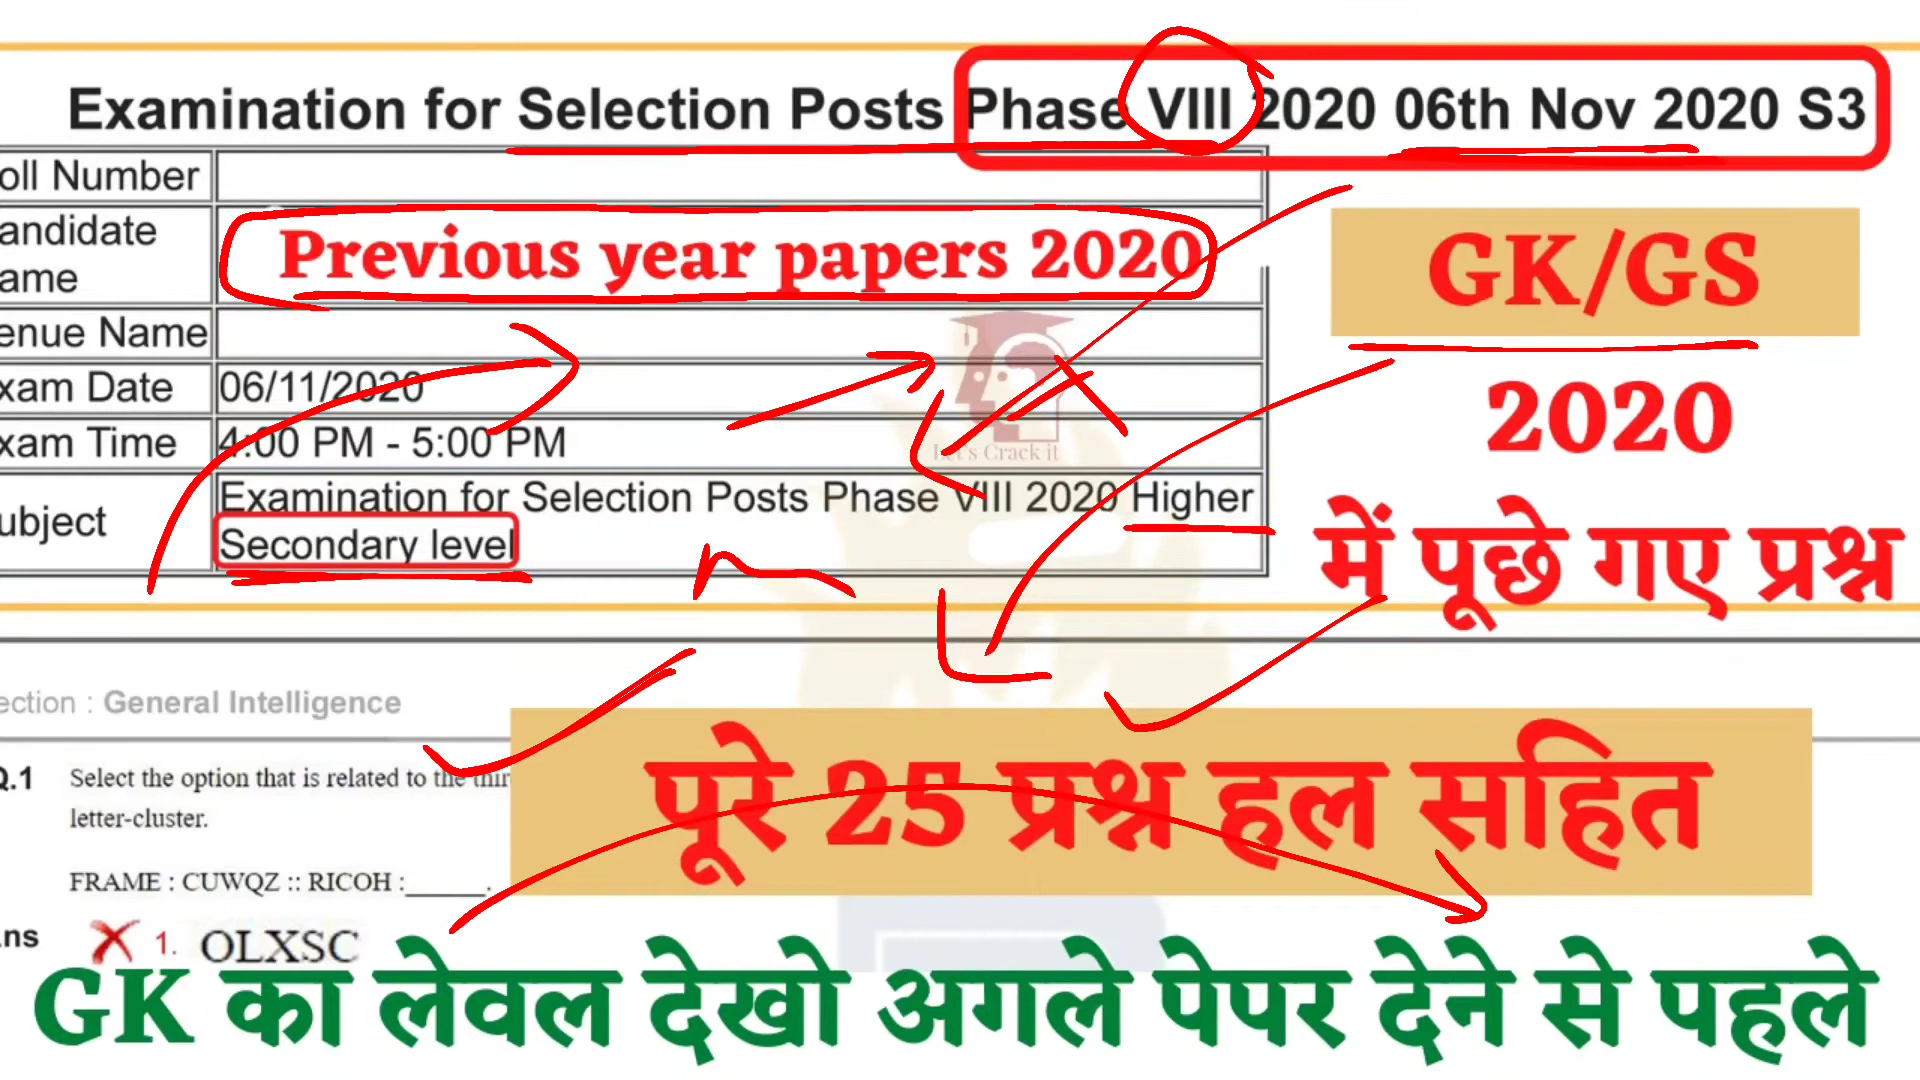 Examination for Selection Posts Phase VIII 2020 06th Nov 2020 S3
oll Number
andidate
ame
Previous year papers 2020
enue Name
xam Date 06/11/2020
xam Time 4:00 PM - 5:00 PM
ubject Examination for Selection Posts Phase VIII 2020 Higher
Secondary level
Let's Crack it
GK/GS
2020
में पूछे गए प्रश्न
ection : General Intelligence
Q.1 Select the option that is related to the thir
letter-cluster.
FRAME : CUWQZ :: RICOH :______.
ns 1. OLXSC
पूरे 25 प्रश्न हल सहित
GK का लेवल देखो अगले पेपर देने से पहले